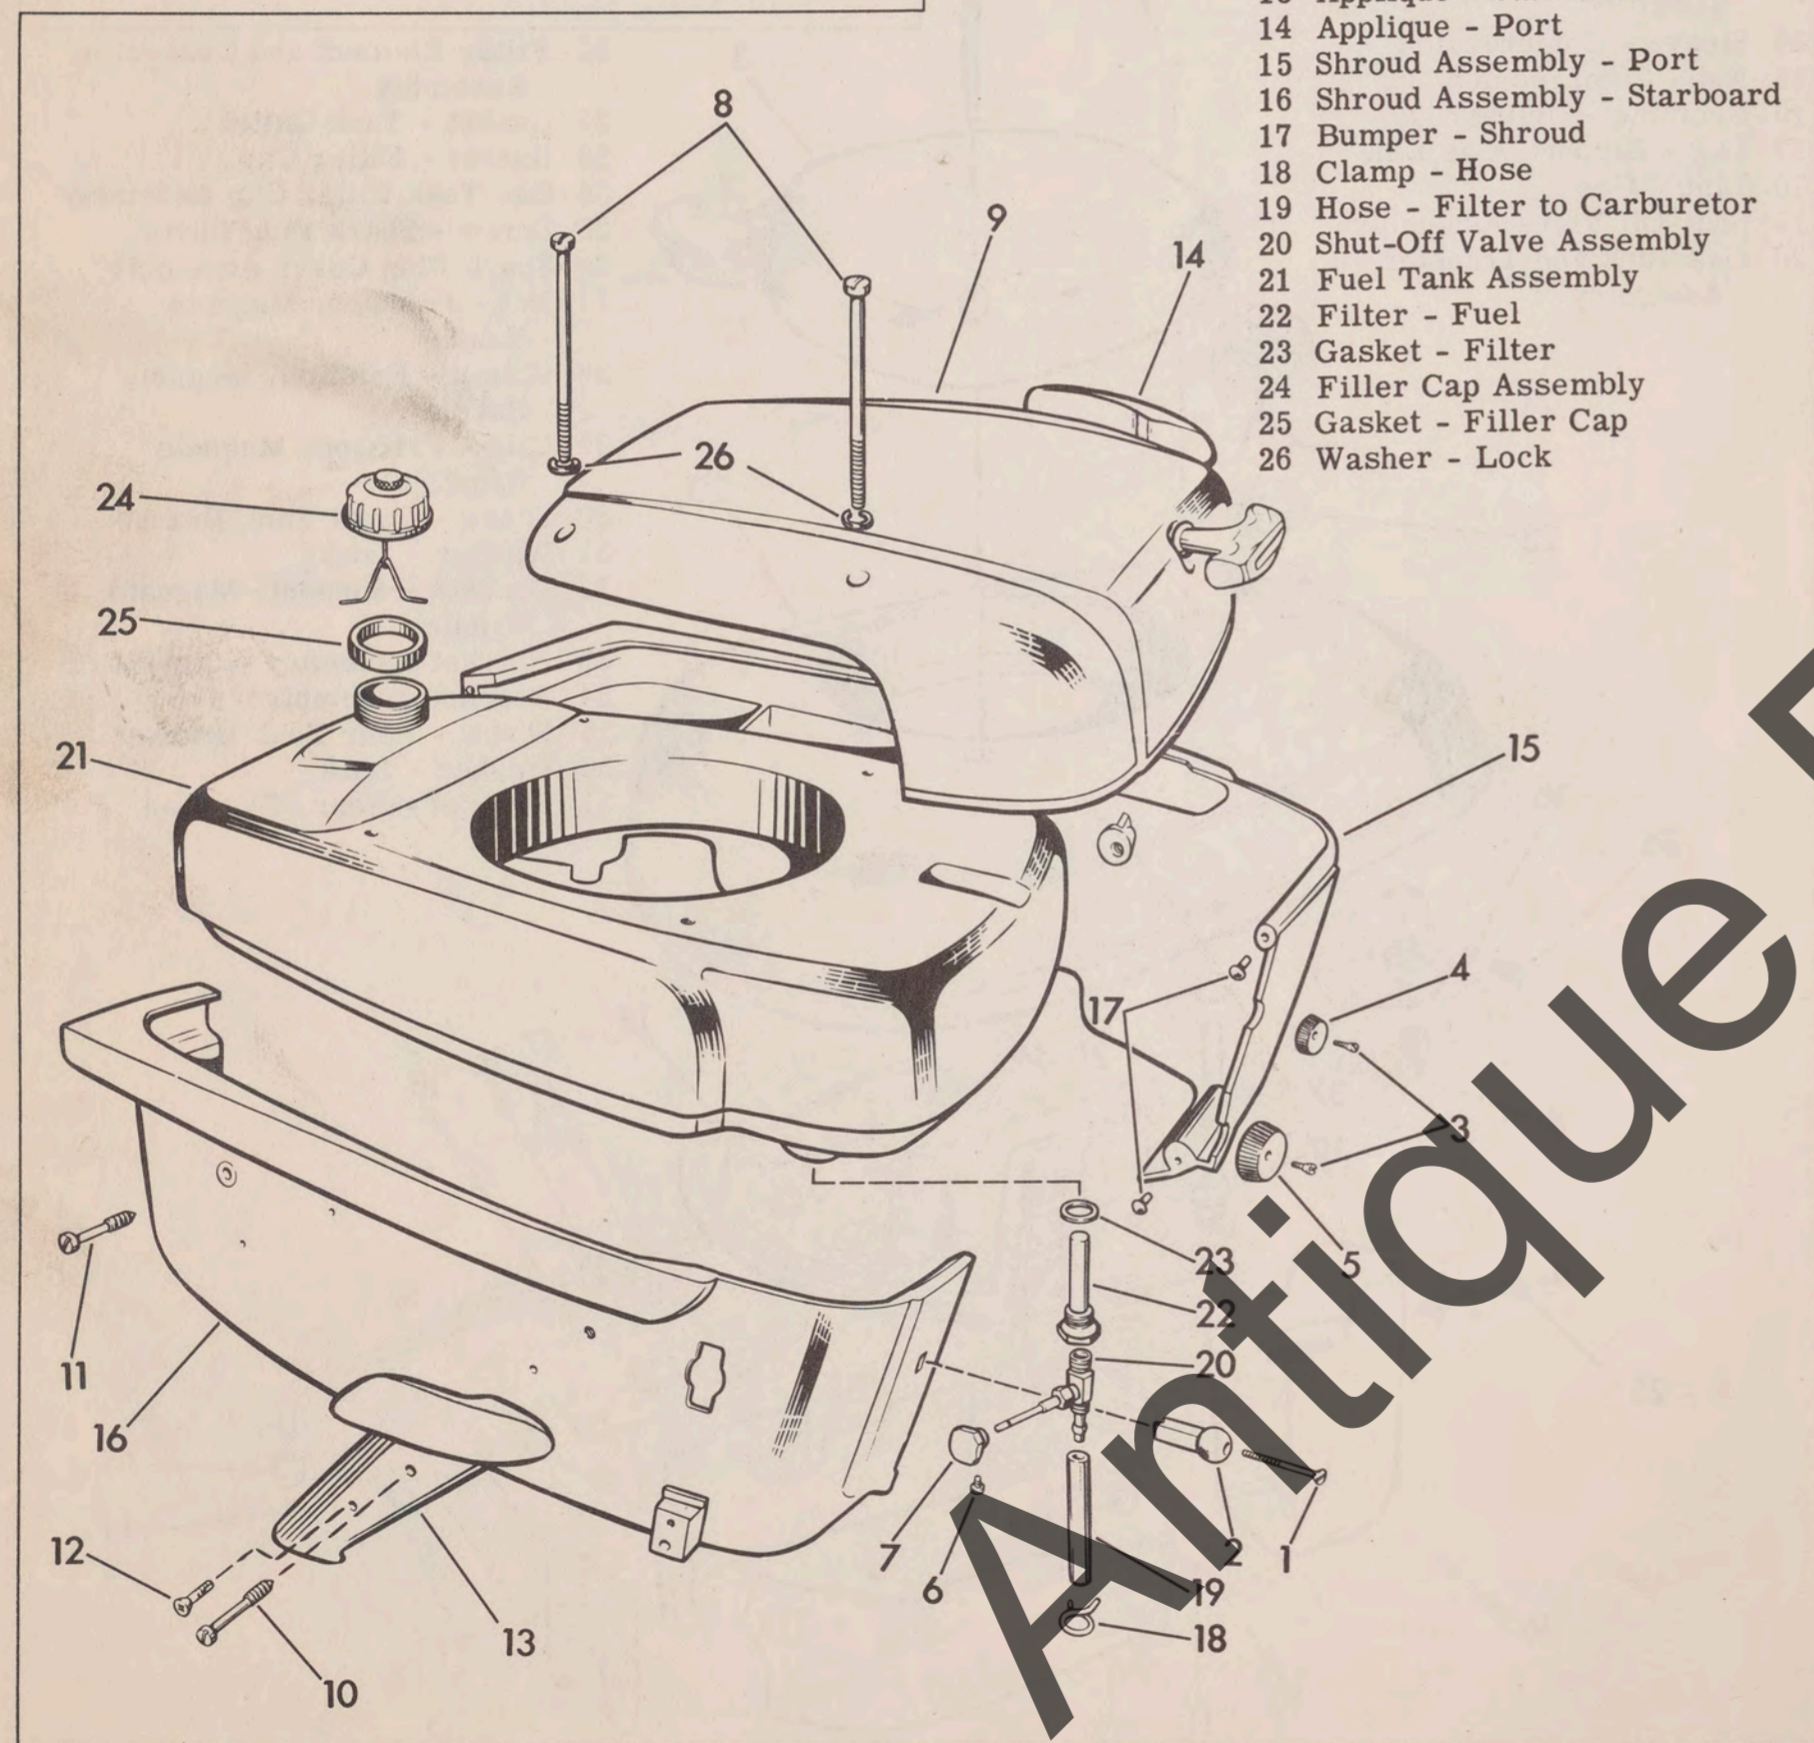 14 Applique - Port
15 Shroud Assembly - Port
16 Shroud Assembly - Starboard
17 Bumper - Shroud
18 Clamp - Hose
19 Hose - Filter to Carburetor
20 Shut-Off Valve Assembly
21 Fuel Tank Assembly
22 Filter - Fuel
23 Gasket - Filter
24 Filler Cap Assembly
25 Gasket - Filler Cap
26 Washer - Lock
8
9
14
26
24
25
21
15
4
17
3
5
23
22
20
11
16
12
7
6
2
1
19
13
18
10
Antique